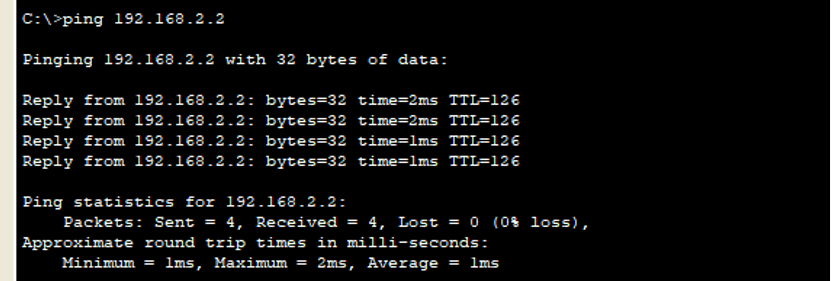 C:\>ping 192.168.2.2
Pinging 192.168.2.2 with 32 bytes of data:
Reply from 192.168.2.2: bytes=32 time=2ms TTL=126
Reply from 192.168.2.2: bytes=32 time=2ms TTL=126
Reply from 192.168.2.2: bytes=32 time=1ms TTL=126
Reply from 192.168.2.2: bytes=32 time=1ms TTL=126
Ping statistics for 192.168.2.2:
Packets: Sent = 4, Received = 4, Lost = 0 (0% loss),
Approximate round trip times in milli-seconds:
Minimum = 1ms, Maximum = 2ms, Average = 1ms